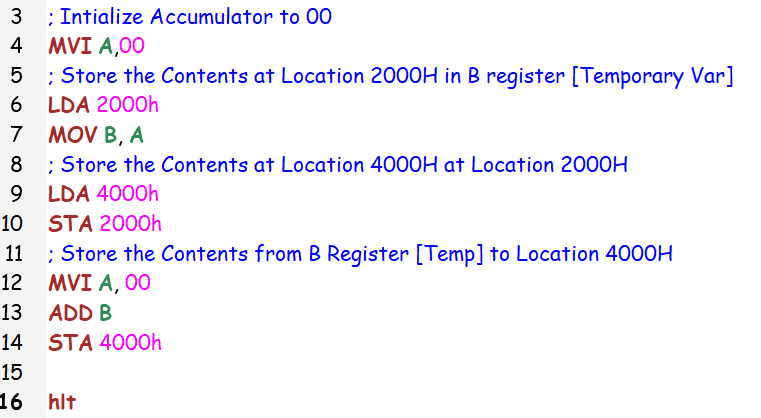 3 ; Intialize Accumulator to 00
4 MVI A,00
5 ; Store the Contents at Location 2000H in B register [Temporary Var]
6 LDA 2000h
7 MOV B, A
8 ; Store the Contents at Location 4000H at Location 2000H
9 LDA 4000h
10 STA 2000h
11 ; Store the Contents from B Register [Temp] to Location 4000H
12 MVI A, 00
13 ADD B
14 STA 4000h
15
16 hlt